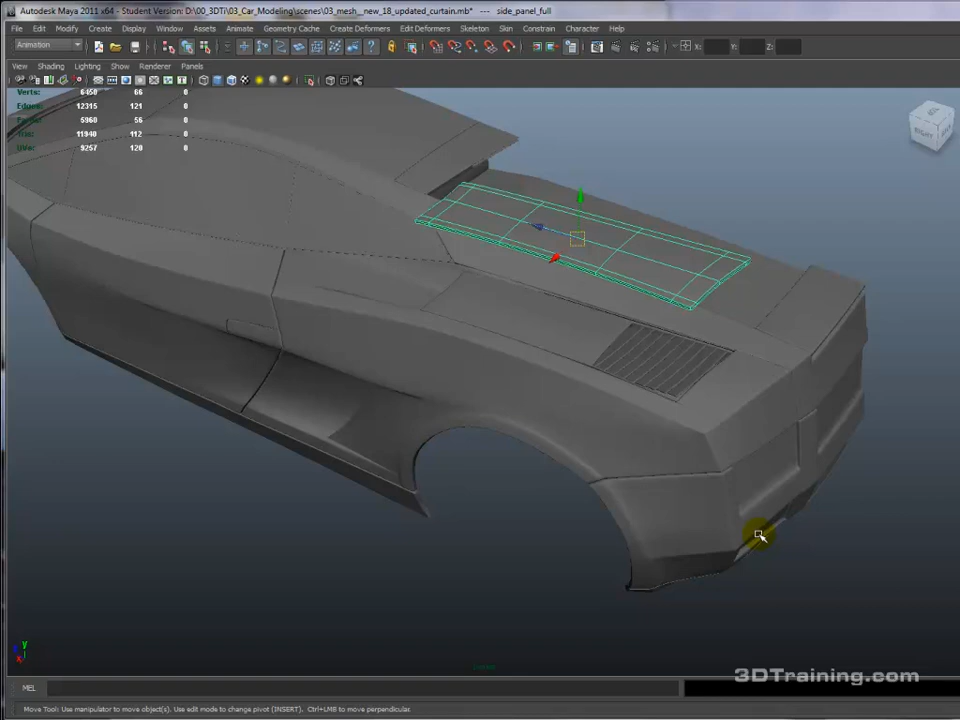 Autodesk Maya 2011 x64 - Student Version: D:\00_3DTi\03_Car_Modeling\scenes\03_mesh__new_18_updated_curtain.mb* --- side_panel_full
File Edit Modify Create Display Window Assets Animate Geometry Cache Create Deformers Edit Deformers Skeleton Skin Constrain Character Help
Animation X: Y: Z:
View Shading Lighting Show Renderer Panels
Verts: 6450 66 0
Edges: 12315 121 0
Faces: 5960 56 0
Tris: 11940 112 0
UVs: 9257 120 0
RIGHT
y
x
3DTraining.com
MEL
Move Tool: Use manipulator to move object(s). Use edit mode to change pivot (INSERT). Ctrl+LMB to move perpendicular.